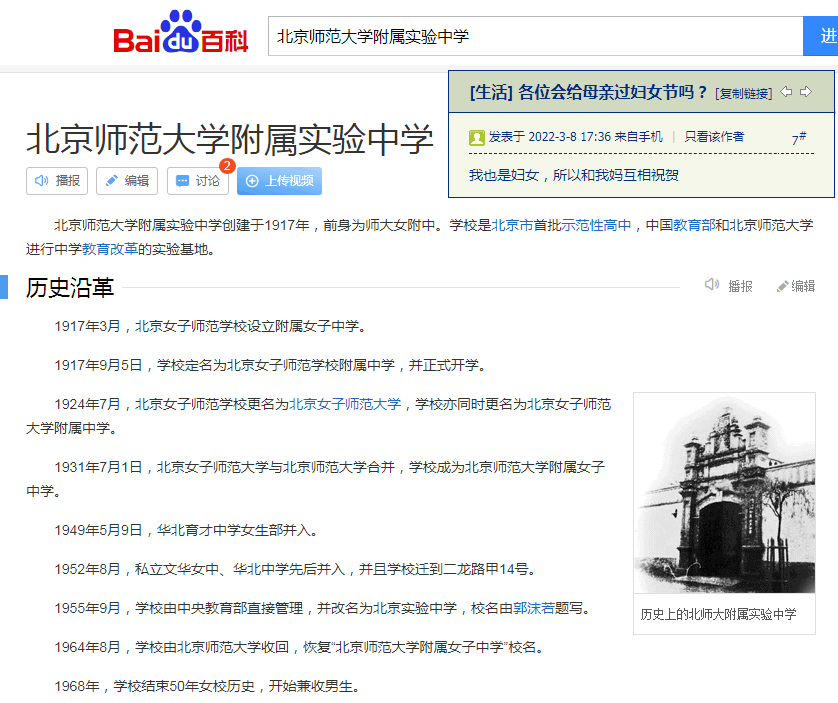 Bai du 百科
北京师范大学附属实验中学
进
[生活] 各位会给母亲过妇女节吗？ [复制链接]
发表于 2022-3-8 17:36 来自手机 | 只看该作者
7#
我也是妇女，所以和我妈互相祝贺
北京师范大学附属实验中学
播报 编辑 讨论 2 上传视频
北京师范大学附属实验中学创建于1917年，前身为师大女附中。学校是北京市首批示范性高中，中国教育部和北京师范大学
进行中学教育改革的实验基地。
历史沿革
播报 编辑
1917年3月，北京女子师范学校设立附属女子中学。
1917年9月5日，学校定名为北京女子师范学校附属中学，并正式开学。
1924年7月，北京女子师范学校更名为北京女子师范大学，学校亦同时更名为北京女子师范
大学附属中学。
1931年7月1日，北京女子师范大学与北京师范大学合并，学校成为北京师范大学附属女子
中学。
1949年5月9日，华北育才中学女生部并入。
1952年8月，私立文华女中、华北中学先后并入，并且学校迁到二龙路甲14号。
1955年9月，学校由中央教育部直接管理，并改名为北京实验中学，校名由郭沫若题写。
历史上的北师大附属实验中学
1964年8月，学校由北京师范大学收回，恢复“北京师范大学附属女子中学”校名。
1968年，学校结束50年女校历史，开始兼收男生。